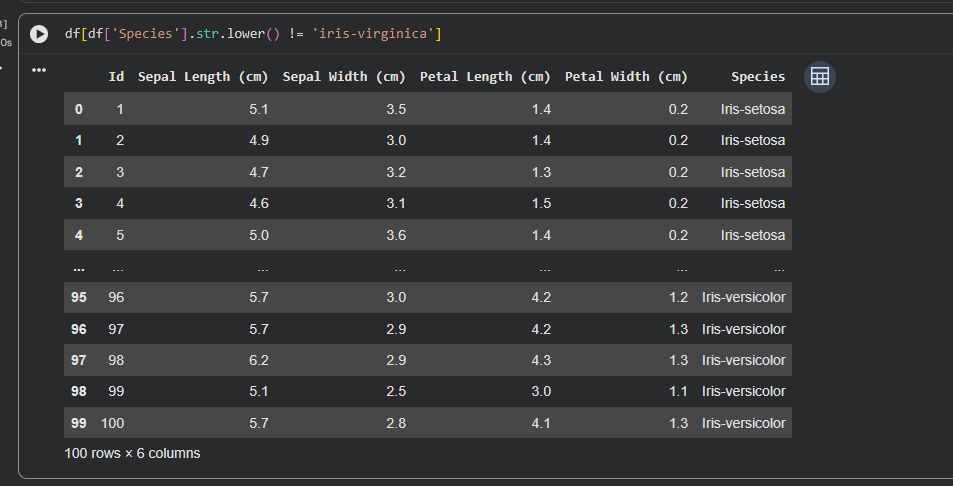 3]
0s
df[df['Species'].str.lower() != 'iris-virginica']
Id Sepal Length (cm) Sepal Width (cm) Petal Length (cm) Petal Width (cm) Species
0 1 5.1 3.5 1.4 0.2 Iris-setosa
1 2 4.9 3.0 1.4 0.2 Iris-setosa
2 3 4.7 3.2 1.3 0.2 Iris-setosa
3 4 4.6 3.1 1.5 0.2 Iris-setosa
4 5 5.0 3.6 1.4 0.2 Iris-setosa
... ... ... ... ... ... ...
95 96 5.7 3.0 4.2 1.2 Iris-versicolor
96 97 5.7 2.9 4.2 1.3 Iris-versicolor
97 98 6.2 2.9 4.3 1.3 Iris-versicolor
98 99 5.1 2.5 3.0 1.1 Iris-versicolor
99 100 5.7 2.8 4.1 1.3 Iris-versicolor
100 rows × 6 columns